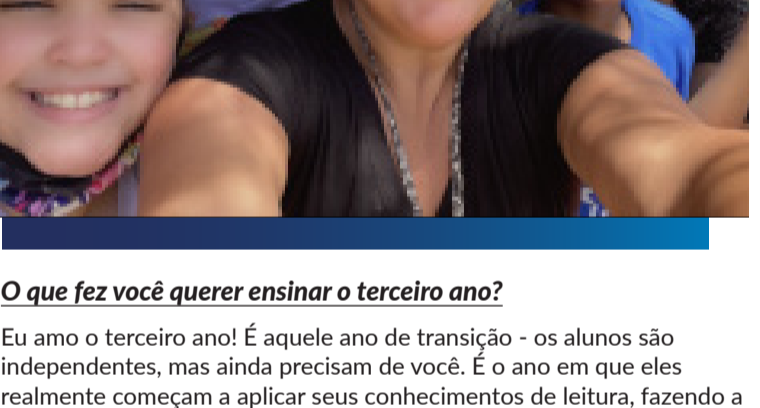 O que fez você querer ensinar o terceiro ano?
Eu amo o terceiro ano! É aquele ano de transição - os alunos são
independentes, mas ainda precisam de você. É o ano em que eles
realmente começam a aplicar seus conhecimentos de leitura, fazendo a